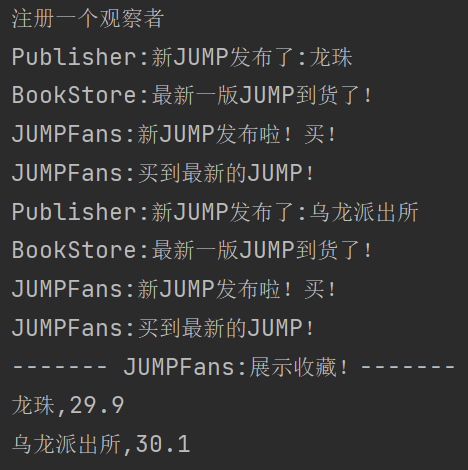 注册一个观察者
Publisher:新JUMP发布了:龙珠
BookStore:最新一版JUMP到货了!
JUMPFans:新JUMP发布啦! 买!
JUMPFans:买到最新的JUMP!
Publisher:新JUMP发布了:乌龙派出所
BookStore:最新一版JUMP到货了!
JUMPFans:新JUMP发布啦! 买!
JUMPFans:买到最新的JUMP!
------- JUMPFans:展示收藏! -------
龙珠,29.9
乌龙派出所,30.1